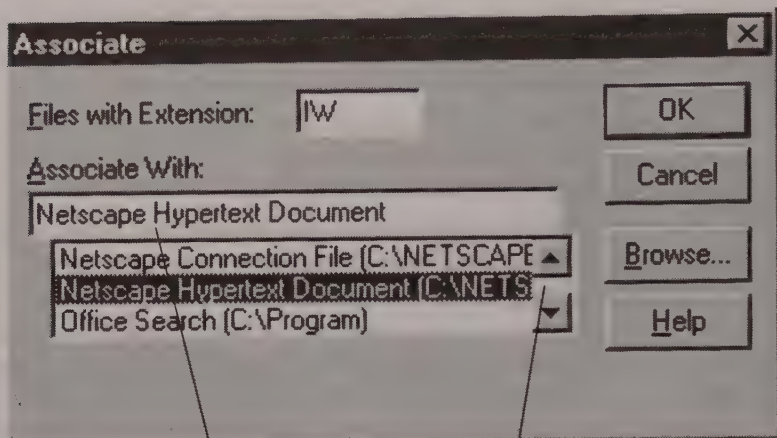 Associate
Files with Extension: IW
OK
Associate With:
Cancel
Netscape Hypertext Document
Netscape Connection File (C:\NETSCAPE
Browse...
Netscape Hypertext Document (C:\NETS
Office Search (C:\Program)
Help